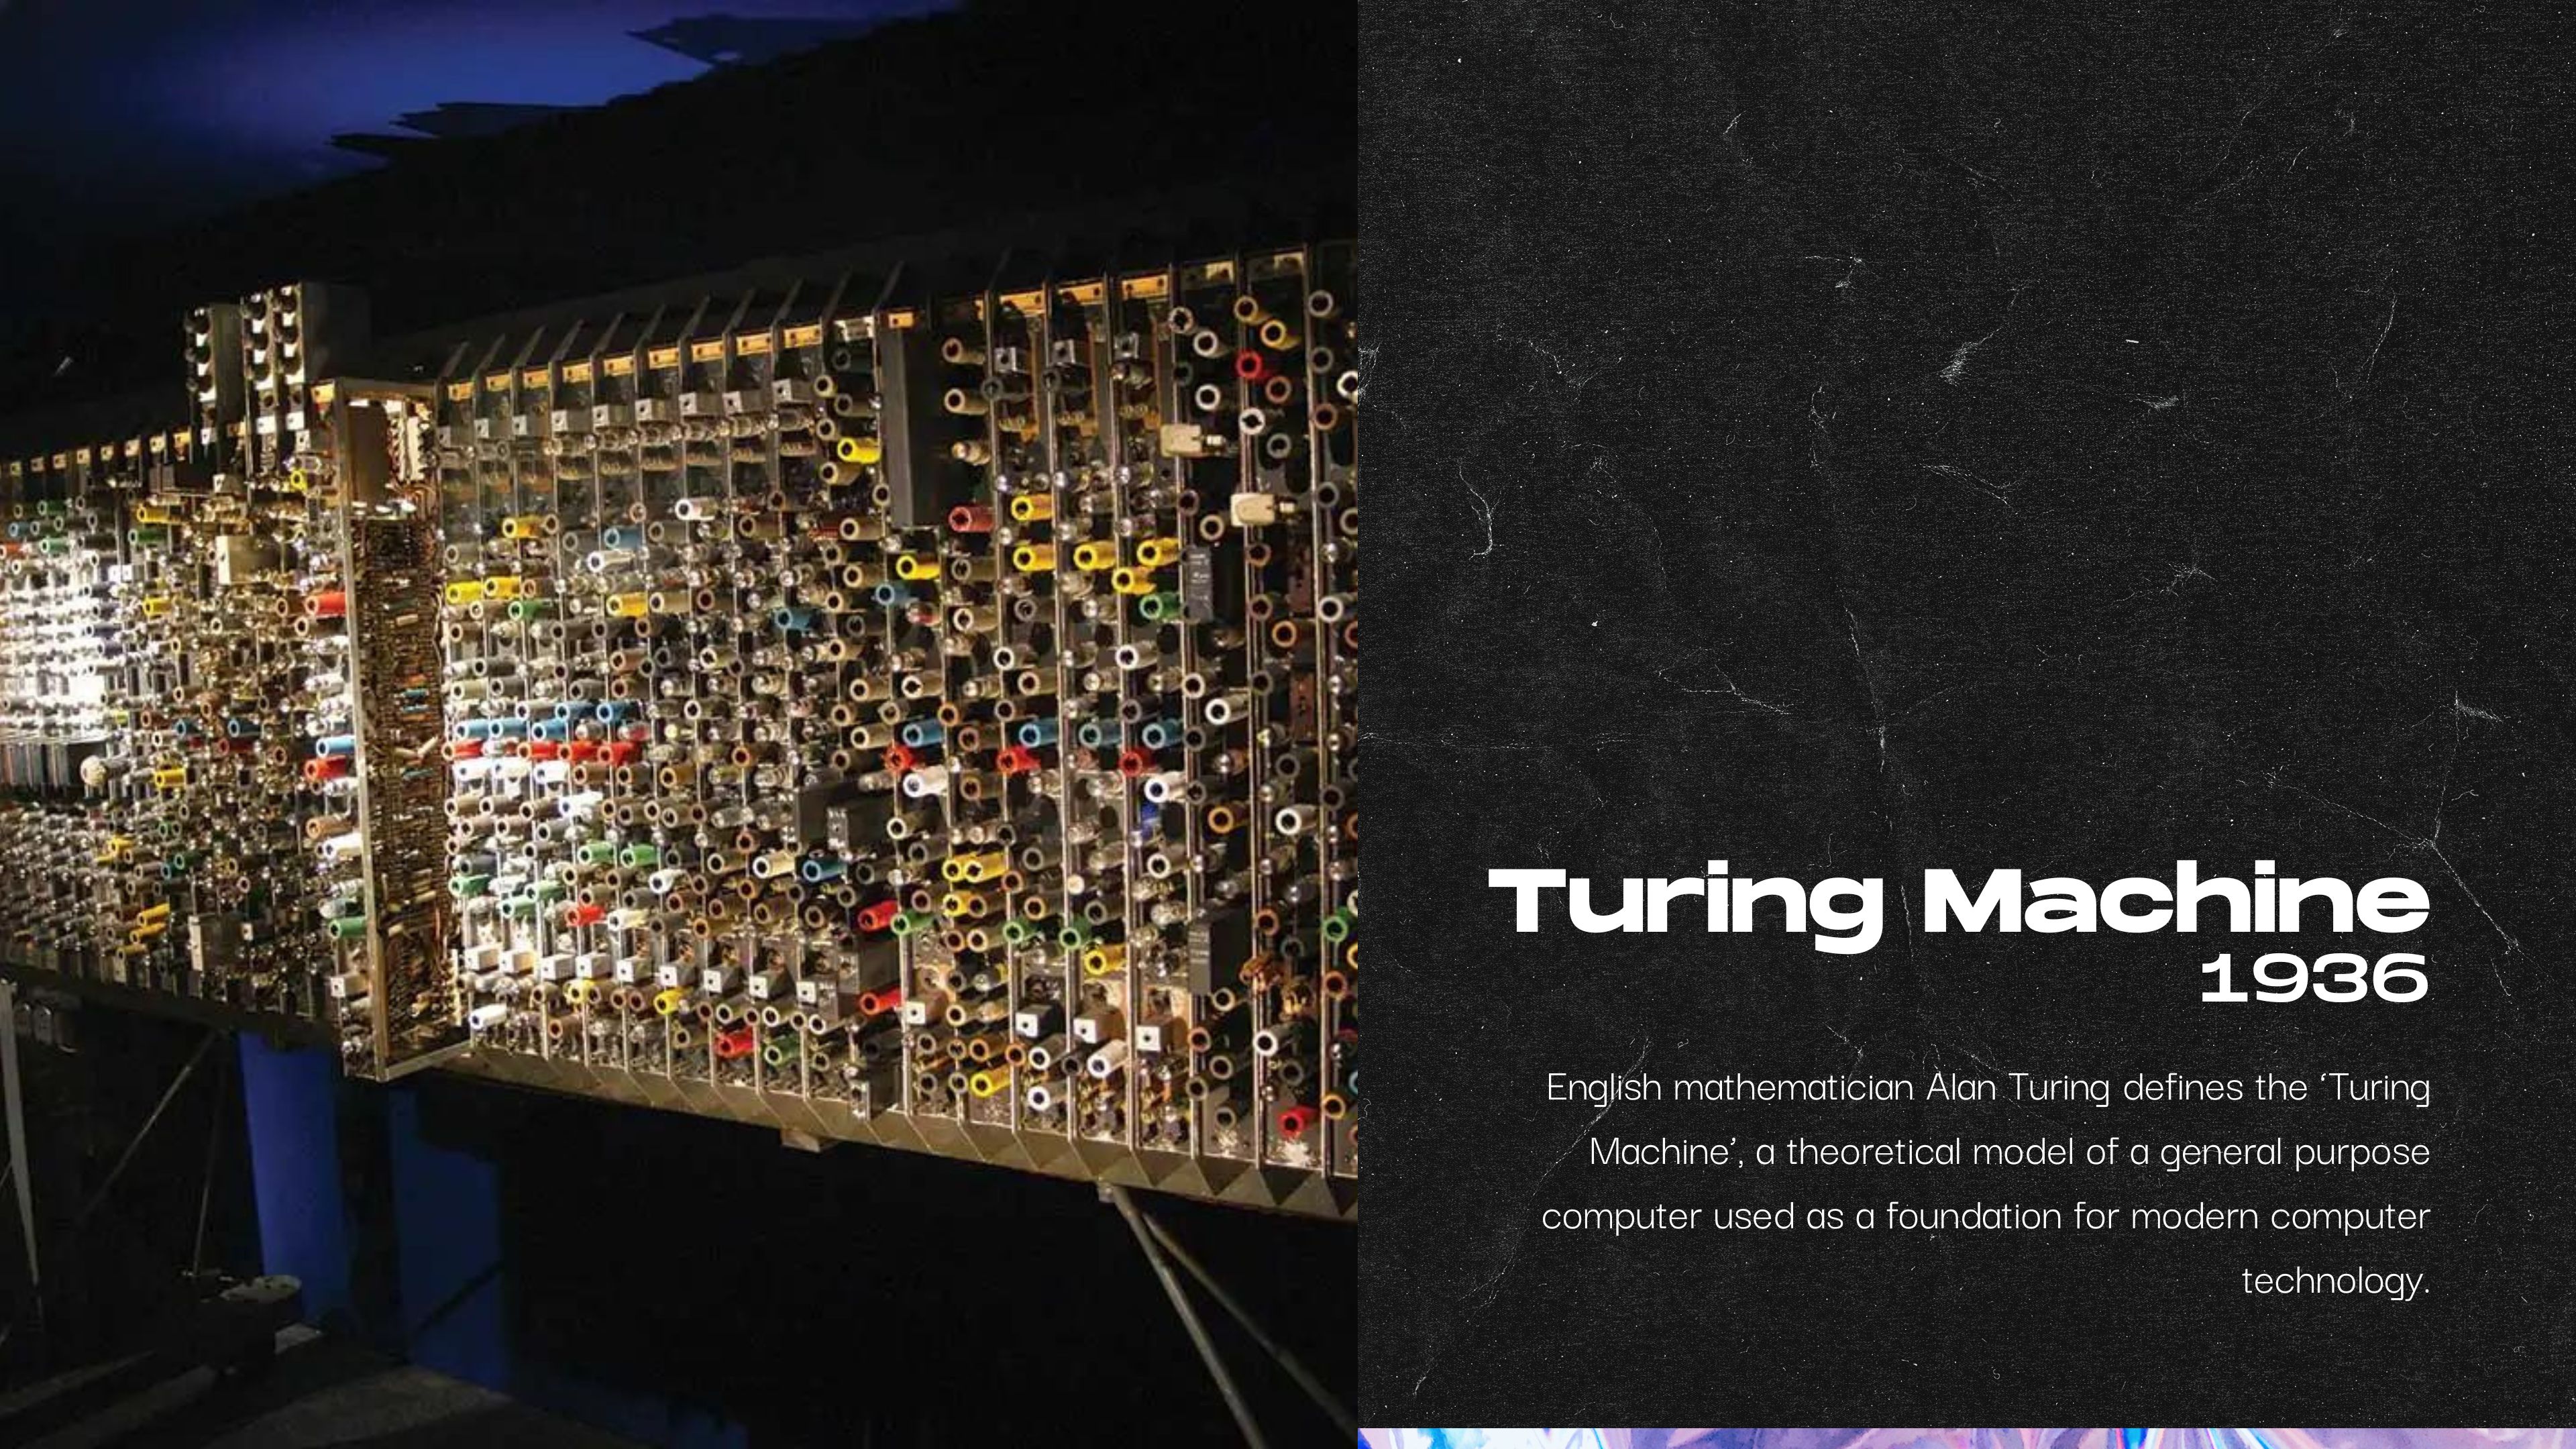 Turing Machine
1936
English mathematician Alan Turing defines the ‘Turing
Machine’, a theoretical model of a general purpose
computer used as a foundation for modern computer
technology.